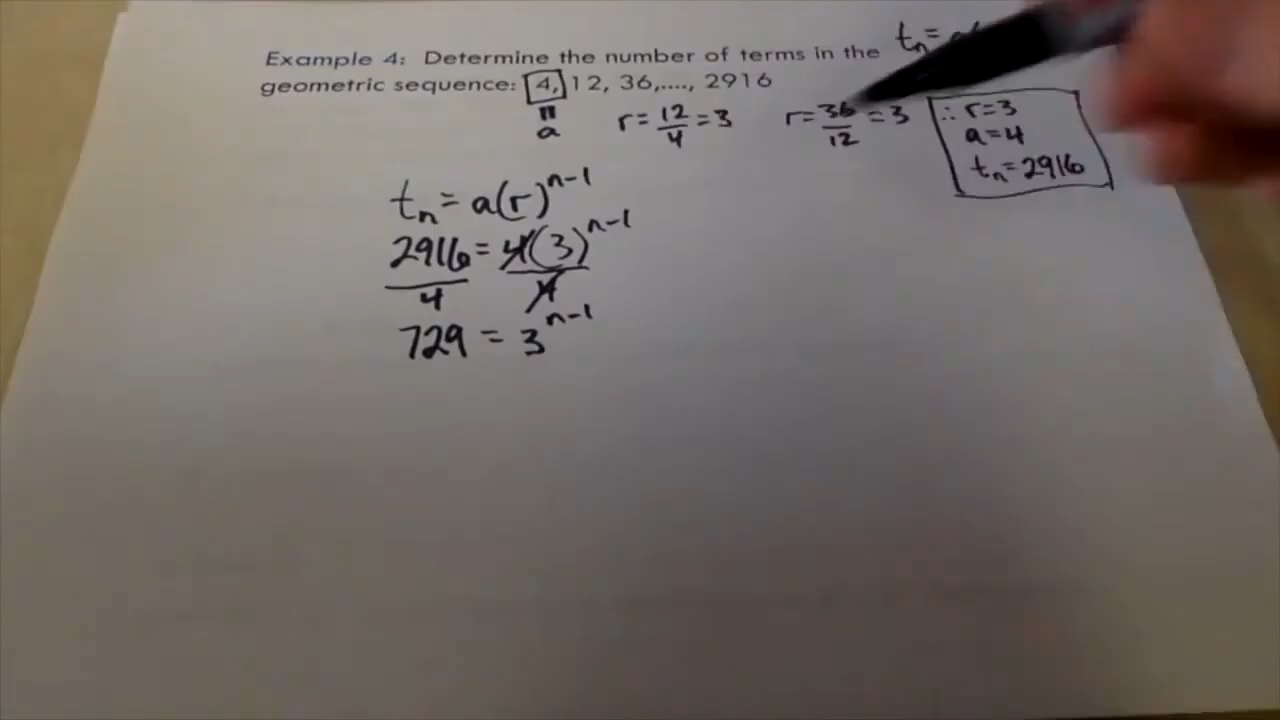 Example 4: Determine the number of terms in the
geometric sequence: 4, 12, 36,...., 2916
tn =
a
r = 12/4 = 3
r = 36/12 = 3
∴ r = 3
a = 4
tn = 2916
tn = a(r)^n-1
2916 = 4(3)^n-1
4 4
729 = 3^n-1